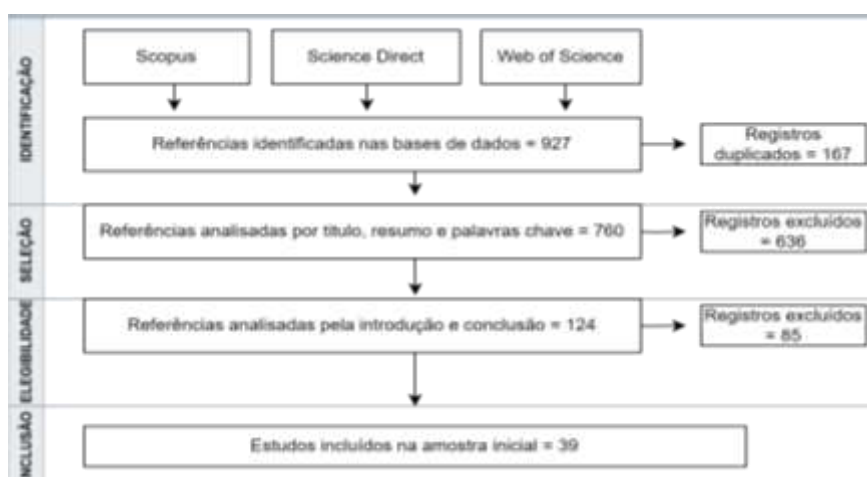 IDENTIFICAÇÃO
Scopus
Science Direct
Web of Science
Referências identificadas nas bases de dados = 927
Registros
duplicados = 167
SELEÇÃO
Referências analisadas por título, resumo e palavras chave = 760
Registros excluídos
= 636
ELEGIBILIDADE
Referências analisadas pela introdução e conclusão = 124
Registros excluídos
= 85
NCLUSÃO
Estudos incluídos na amostra inicial = 39